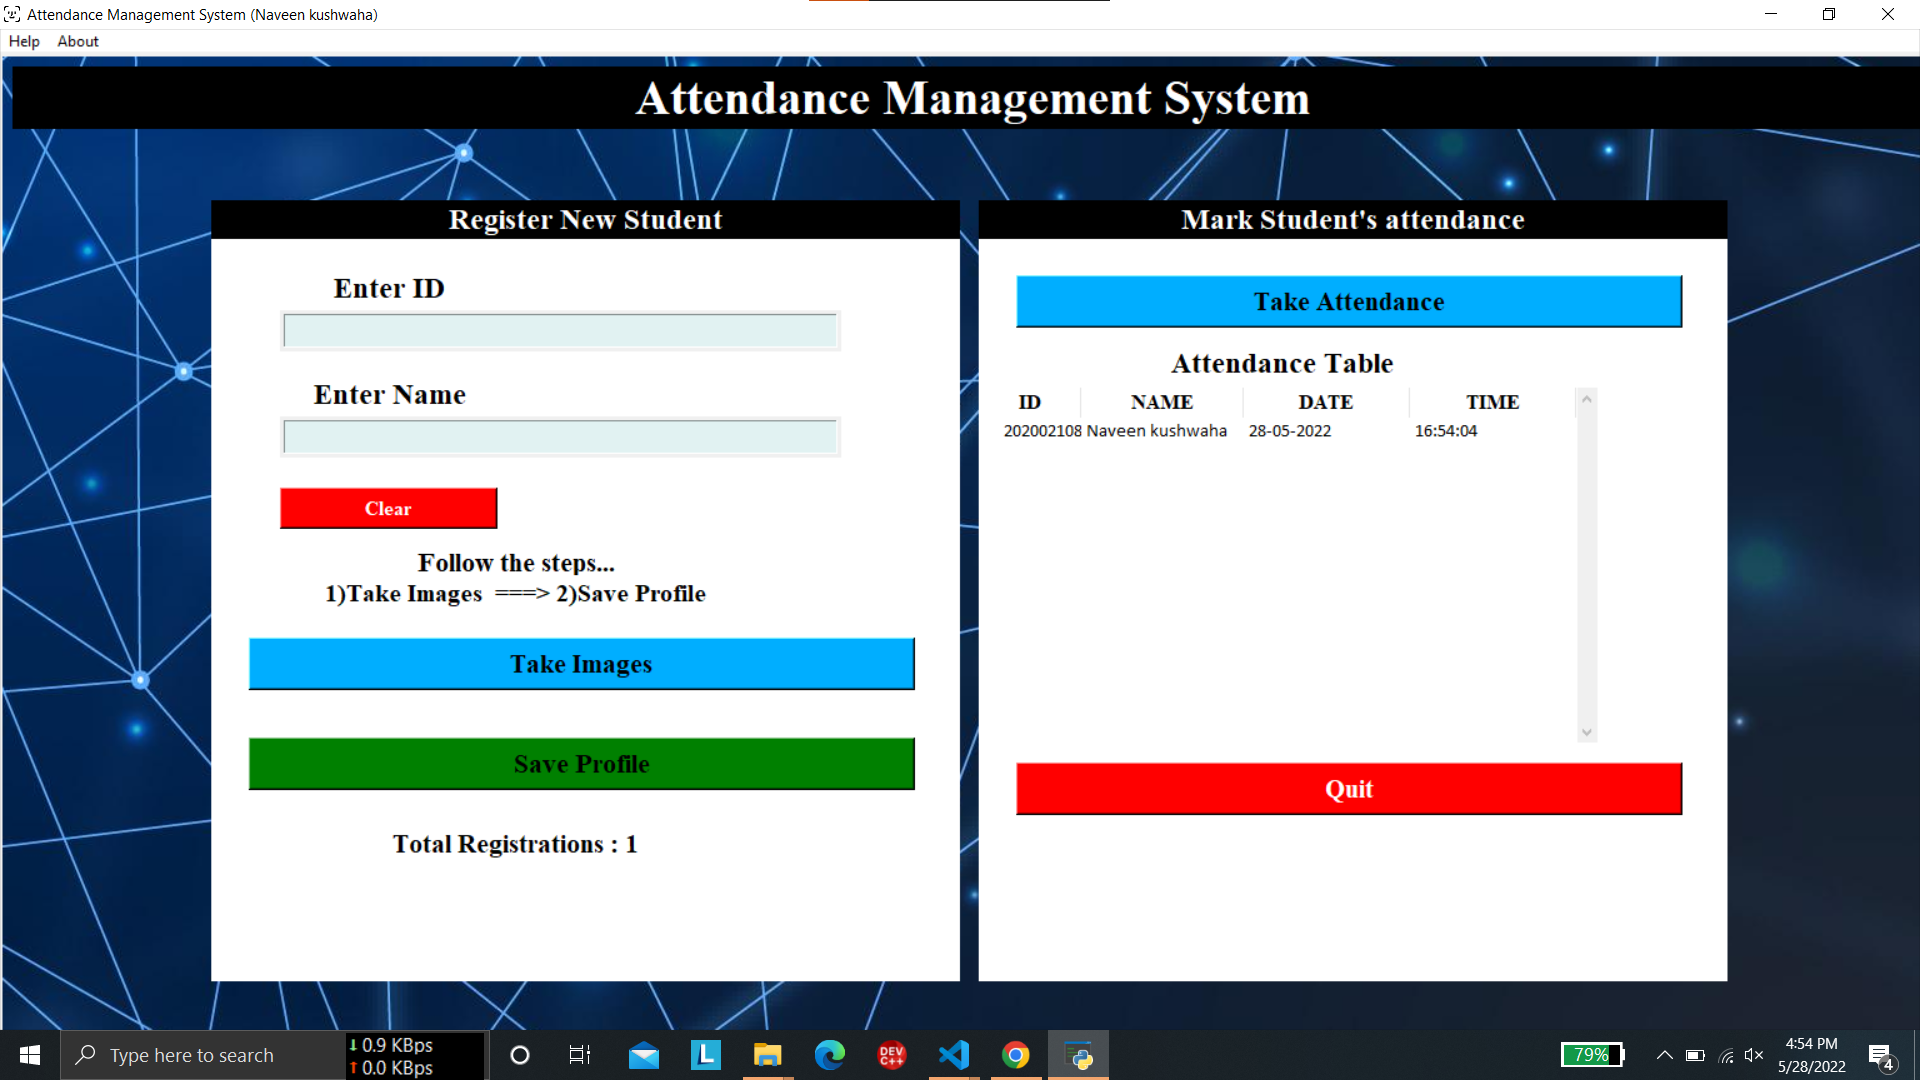 Attendance Management System (Naveen kushwaha)
Help About
Attendance Management System
Register New Student
Enter ID
Enter Name
Clear
Follow the steps...
1)Take Images ===> 2)Save Profile
Take Images
Save Profile
Total Registrations : 1
Mark Student's attendance
Take Attendance
Attendance Table
ID NAME DATE TIME
202002108 Naveen kushwaha 28-05-2022 16:54:04
Quit
Type here to search
↓ 0.9 KBps
↑ 0.0 KBps
L
DEV
C++
79%
4:54 PM
5/28/2022
4